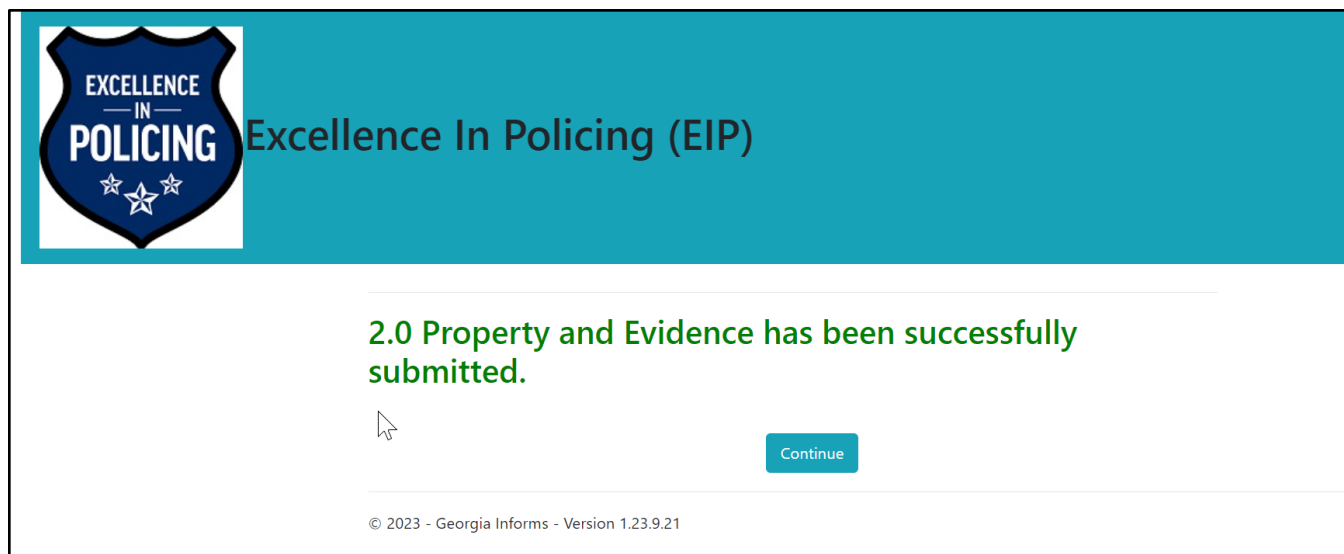 EXCELLENCE
IN
POLICING
Excellence In Policing (EIP)
2.0 Property and Evidence has been successfully
submitted.
Continue
© 2023 - Georgia Informs - Version 1.23.9.21